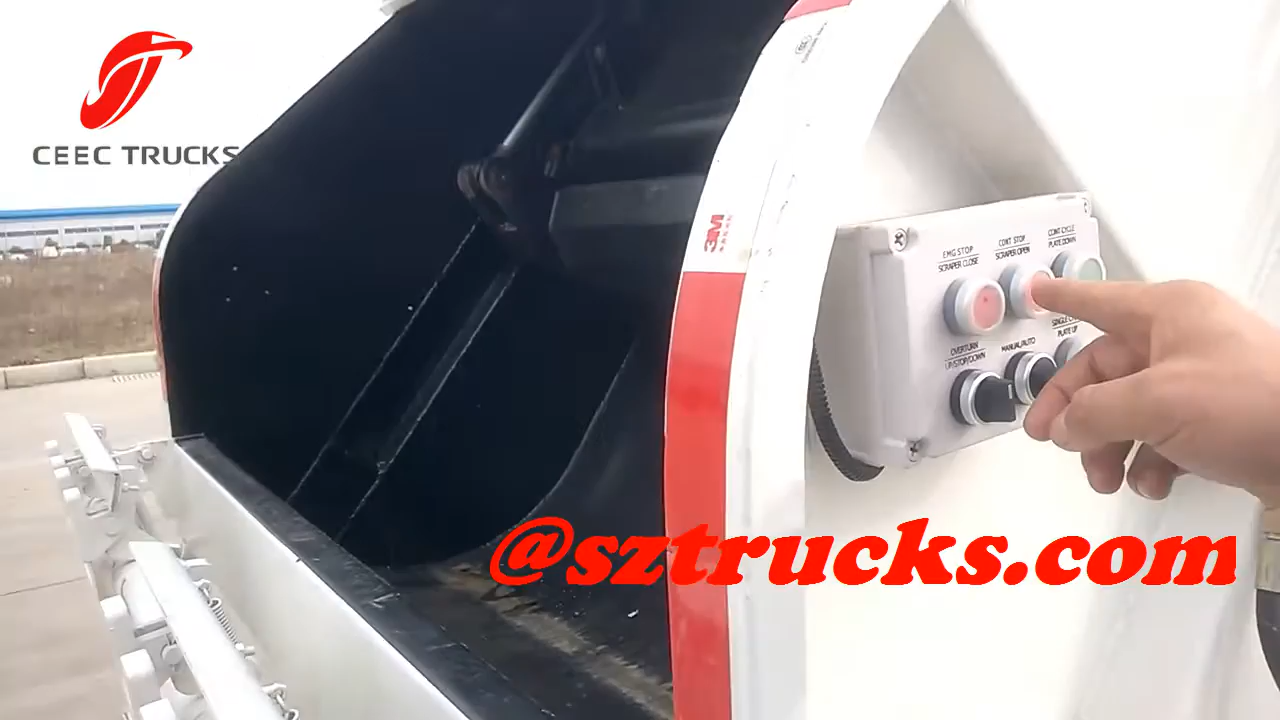 CEEC TRUCKS
3M
EMG STOP
SCRAPER CLOSE
CONT STOP
SCRAPER OPEN
CONT CYCLE
PLATE DOWN
OVERTURN
UP/STOP/DOWN
MANUAL/AUTO
PLATE UP
@sztrucks.com